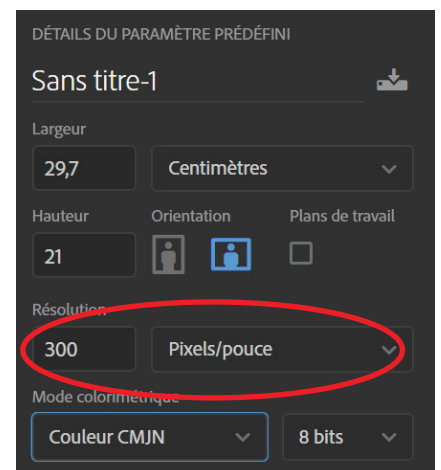 DÉTAILS DU PARAMÈTRE PRÉDÉFINI
Sans titre-1
Largeur
29,7 Centimètres
Hauteur Orientation Plans de travail
21
Résolution
300 Pixels/pouce
Mode colorimétrique
Couleur CMJN 8 bits